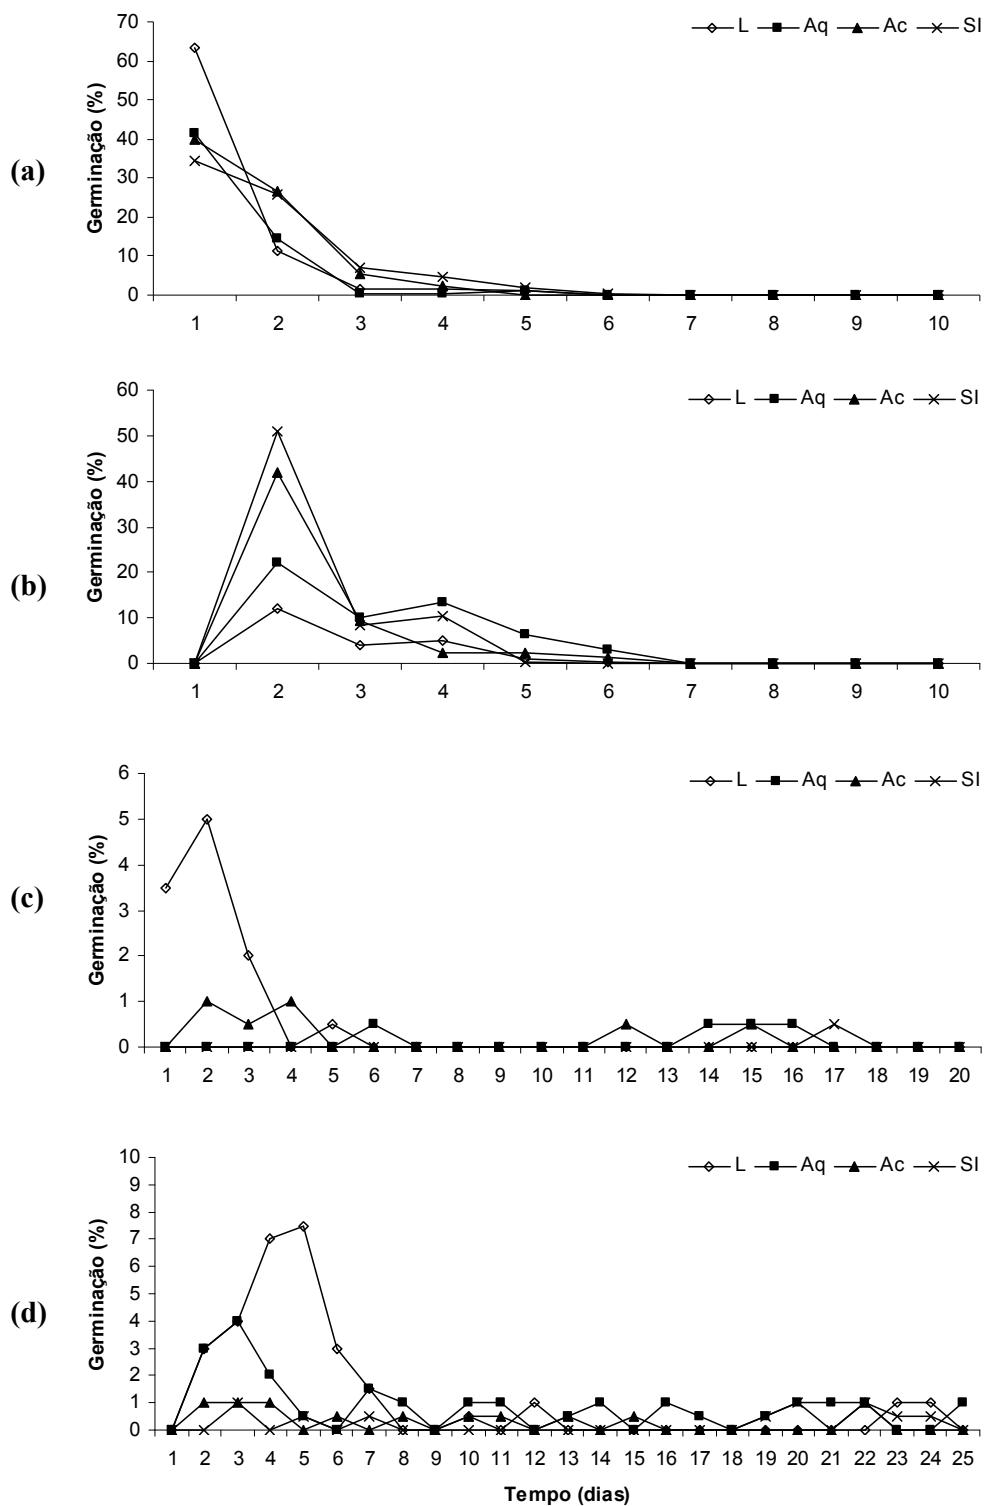 (a)
Germinação (%)
L Aq Ac SI
70
60
50
40
30
20
10
0
1 2 3 4 5 6 7 8 9 10
(b)
Germinação (%)
L Aq Ac SI
60
50
40
30
20
10
0
1 2 3 4 5 6 7 8 9 10
(c)
Germinação (%)
L Aq Ac SI
6
5
4
3
2
1
0
1 2 3 4 5 6 7 8 9 10 11 12 13 14 15 16 17 18 19 20
(d)
Germinação (%)
L Aq Ac SI
10
9
8
7
6
5
4
3
2
1
0
1 2 3 4 5 6 7 8 9 10 11 12 13 14 15 16 17 18 19 20 21 22 23 24 25
Tempo (dias)